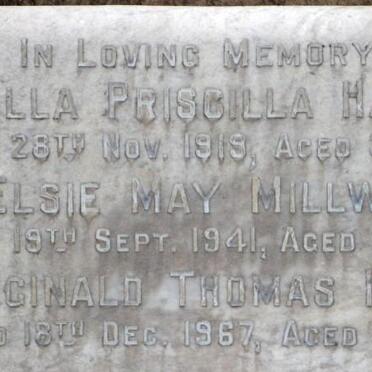 IN LOVING MEMORY
LLA PRISCILLA HA
28TH NOV. 1918, AGED
ELSIE MAY MILLW
19TH SEPT. 1941, AGED
GINALD THOMAS
18TH DEC. 1967, AGED